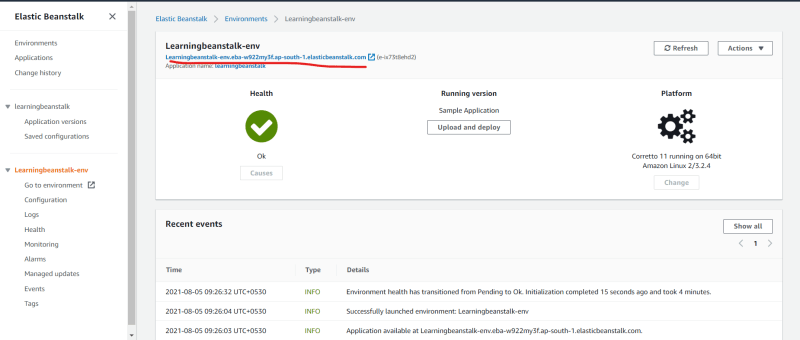 Elastic Beanstalk
Environments
Applications
Change history
learningbeanstalk
Application versions
Saved configurations
Learningbeanstalk-env
Go to environment
Configuration
Logs
Health
Monitoring
Alarms
Managed updates
Events
Tags
Elastic Beanstalk > Environments > Learningbeanstalk-env
Learningbeanstalk-env
Learningbeanstalk-env.eba-w922my3f.ap-south-1.elasticbeanstalk.com (e-ix73t8ehd2)
Application name: learningbeanstalk
Refresh
Actions
Health
Ok
Causes
Running version
Sample Application
Upload and deploy
Platform
Corretto 11 running on 64bit
Amazon Linux 2/3.2.4
Change
Recent events
Show all
1
Time Type Details
2021-08-05 09:26:32 UTC+0530 INFO Environment health has transitioned from Pending to Ok. Initialization completed 15 seconds ago and took 4 minutes.
2021-08-05 09:26:04 UTC+0530 INFO Successfully launched environment: Learningbeanstalk-env
2021-08-05 09:26:03 UTC+0530 INFO Application available at Learningbeanstalk-env.eba-w922my3f.ap-south-1.elasticbeanstalk.com.